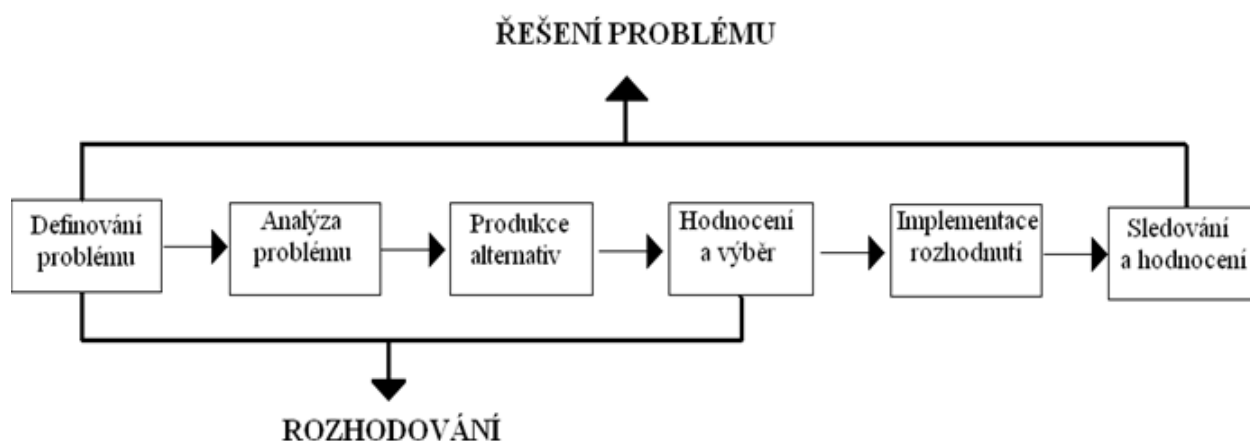 ŘEŠENÍ PROBLÉMU
Definování
problému
Analýza
problému
Produkce
alternativ
Hodnocení
a výběr
Implementace
rozhodnutí
Sledování
a hodnocení
ROZHODOVÁNÍ